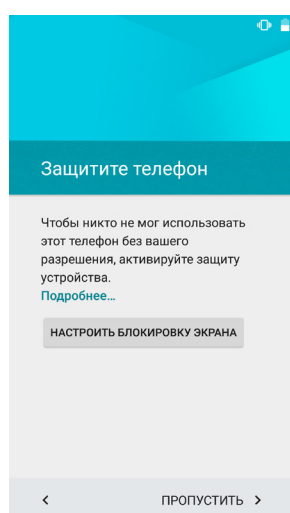 Защитите телефон
Чтобы никто не мог использовать
этот телефон без вашего
разрешения, активируйте защиту
устройства.
Подробнее...
НАСТРОИТЬ БЛОКИРОВКУ ЭКРАНА
ПРОПУСТИТЬ